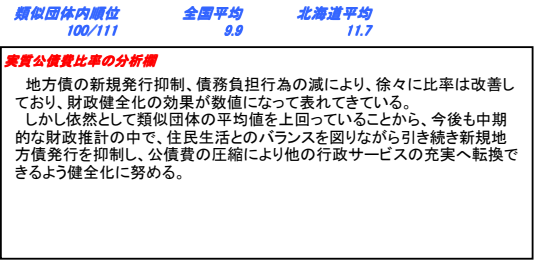 類似団体内順位 全国平均 北海道平均
100/111 9.9 11.7
実質公債費比率の分析欄
地方債の新規発行抑制、債務負担行為の減により、徐々に比率は改善し
ており、財政健全化の効果が数値になって表れてきている。
しかし依然として類似団体の平均値を上回っていることから、今後も中期
的な財政推計の中で、住民生活とのバランスを図りながら引き続き新規地
方債発行を抑制し、公債費の圧縮により他の行政サービスの充実へ転換で
きるよう健全化に努める。